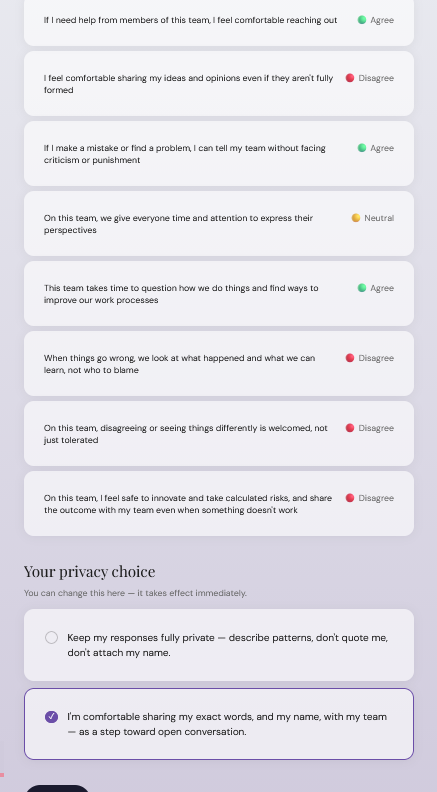 If I need help from members of this team, I feel comfortable reaching out
Agree
I feel comfortable sharing my ideas and opinions even if they aren't fully
formed
Disagree
If I make a mistake or find a problem, I can tell my team without facing
criticism or punishment
Agree
On this team, we give everyone time and attention to express their
perspectives
Neutral
This team takes time to question how we do things and find ways to
improve our work processes
Agree
When things go wrong, we look at what happened and what we can
learn, not who to blame
Disagree
On this team, disagreeing or seeing things differently is welcomed, not
just tolerated
Disagree
On this team, I feel safe to innovate and take calculated risks, and share
the outcome with my team even when something doesn't work
Disagree
Your privacy choice
You can change this here — it takes effect immediately.
Keep my responses fully private — describe patterns, don't quote me,
don't attach my name.
I'm comfortable sharing my exact words, and my name, with my team
— as a step toward open conversation.